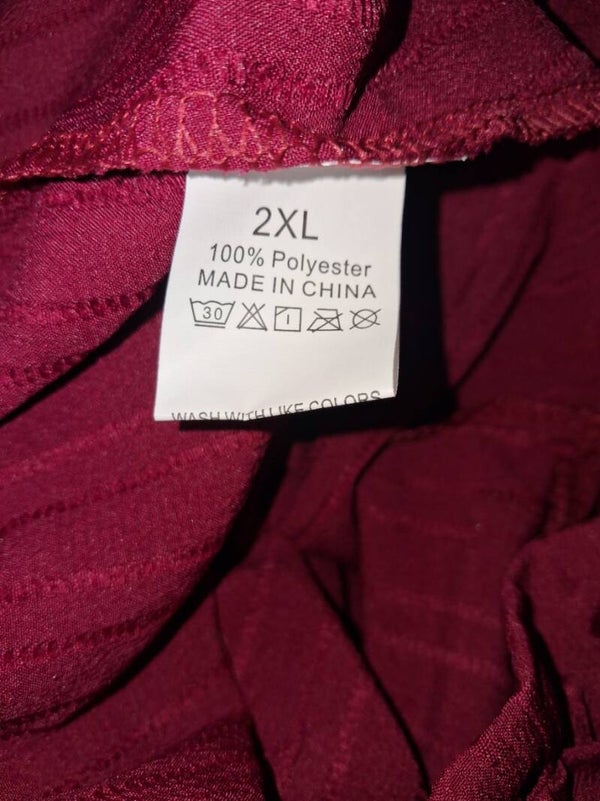 2XL
100% Polyester
MADE IN CHINA
30
WASH WITH LIKE COLORS